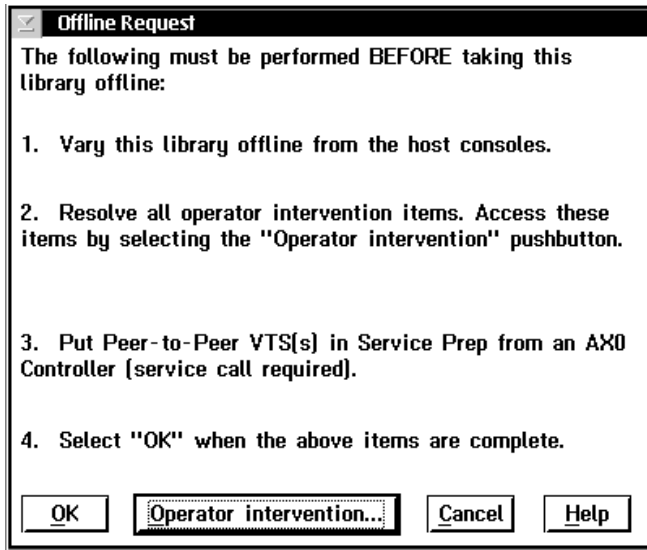 Offline Request
The following must be performed BEFORE taking this
library offline:
1. Vary this library offline from the host consoles.
2. Resolve all operator intervention items. Access these
items by selecting the "Operator intervention" pushbutton.
3. Put Peer-to-Peer VTS(s) in Service Prep from an AX0
Controller (service call required).
4. Select "OK" when the above items are complete.
OK Operator intervention... Cancel Help